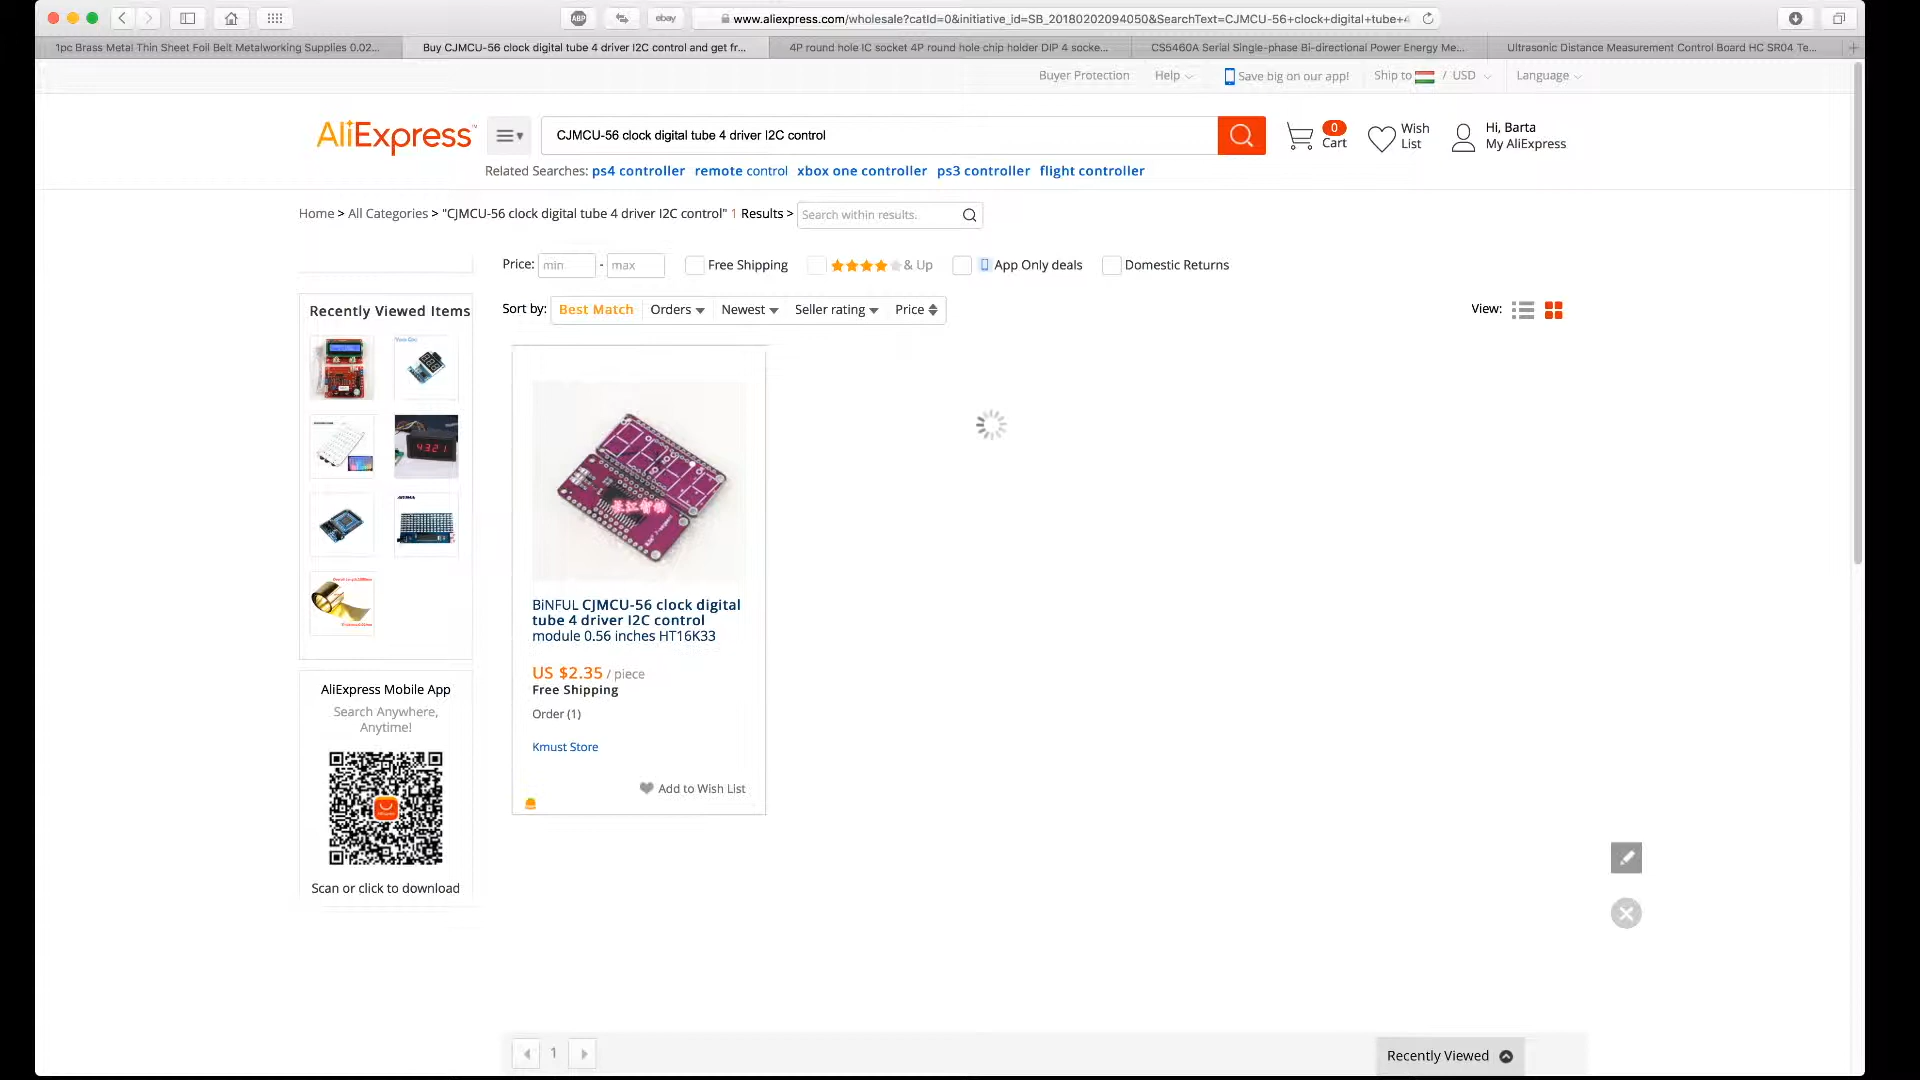 ABP
ebay
www.aliexpress.com/wholesale?catId=0&initiative_id=SB_20180202094050&SearchText=CJMCU-56+clock+digital+tube+4
1pc Brass Metal Thin Sheet Foil Belt Metalworking Supplies 0.02...
Buy CJMCU-56 clock digital tube 4 driver I2C control and get fr...
4P round hole IC socket 4P round hole chip holder DIP 4 socke...
CS5460A Serial Single-phase Bi-directional Power Energy Me...
Ultrasonic Distance Measurement Control Board HC SR04 Te...
Buyer Protection
Help
Save big on our app!
Ship to / USD
Language
AliExpress™
CJMCU-56 clock digital tube 4 driver I2C control
0
Cart
Wish
List
Hi, Barta
My AliExpress
Related Searches: ps4 controller remote control xbox one controller ps3 controller flight controller
Home > All Categories > "CJMCU-56 clock digital tube 4 driver I2C control" 1 Results >
Search within results.
Price: min - max
Free Shipping
& Up
App Only deals
Domestic Returns
Sort by: Best Match Orders Newest Seller rating Price
View:
Recently Viewed Items
4321
BiNFUL CJMCU-56 clock digital
tube 4 driver I2C control
module 0.56 inches HT16K33
US $2.35 / piece
Free Shipping
Order (1)
Kmust Store
Add to Wish List
AliExpress Mobile App
Search Anywhere,
Anytime!
Scan or click to download
1
Recently Viewed